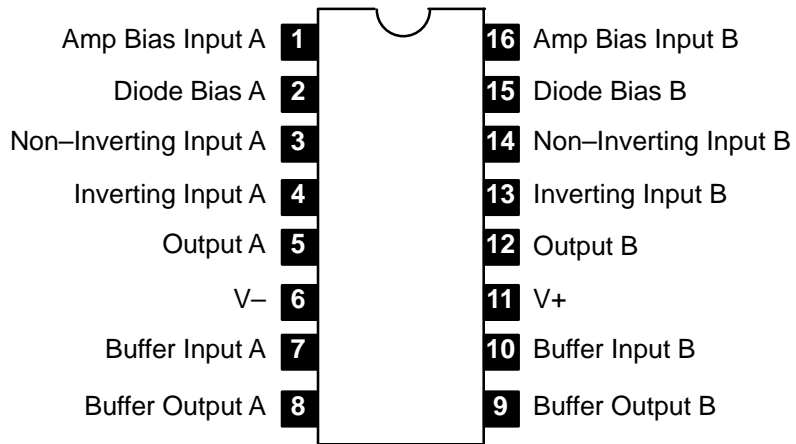 Amp Bias Input A 1 16 Amp Bias Input B
Diode Bias A 2 15 Diode Bias B
Non–Inverting Input A 3 14 Non–Inverting Input B
Inverting Input A 4 13 Inverting Input B
Output A 5 12 Output B
V– 6 11 V+
Buffer Input A 7 10 Buffer Input B
Buffer Output A 8 9 Buffer Output B